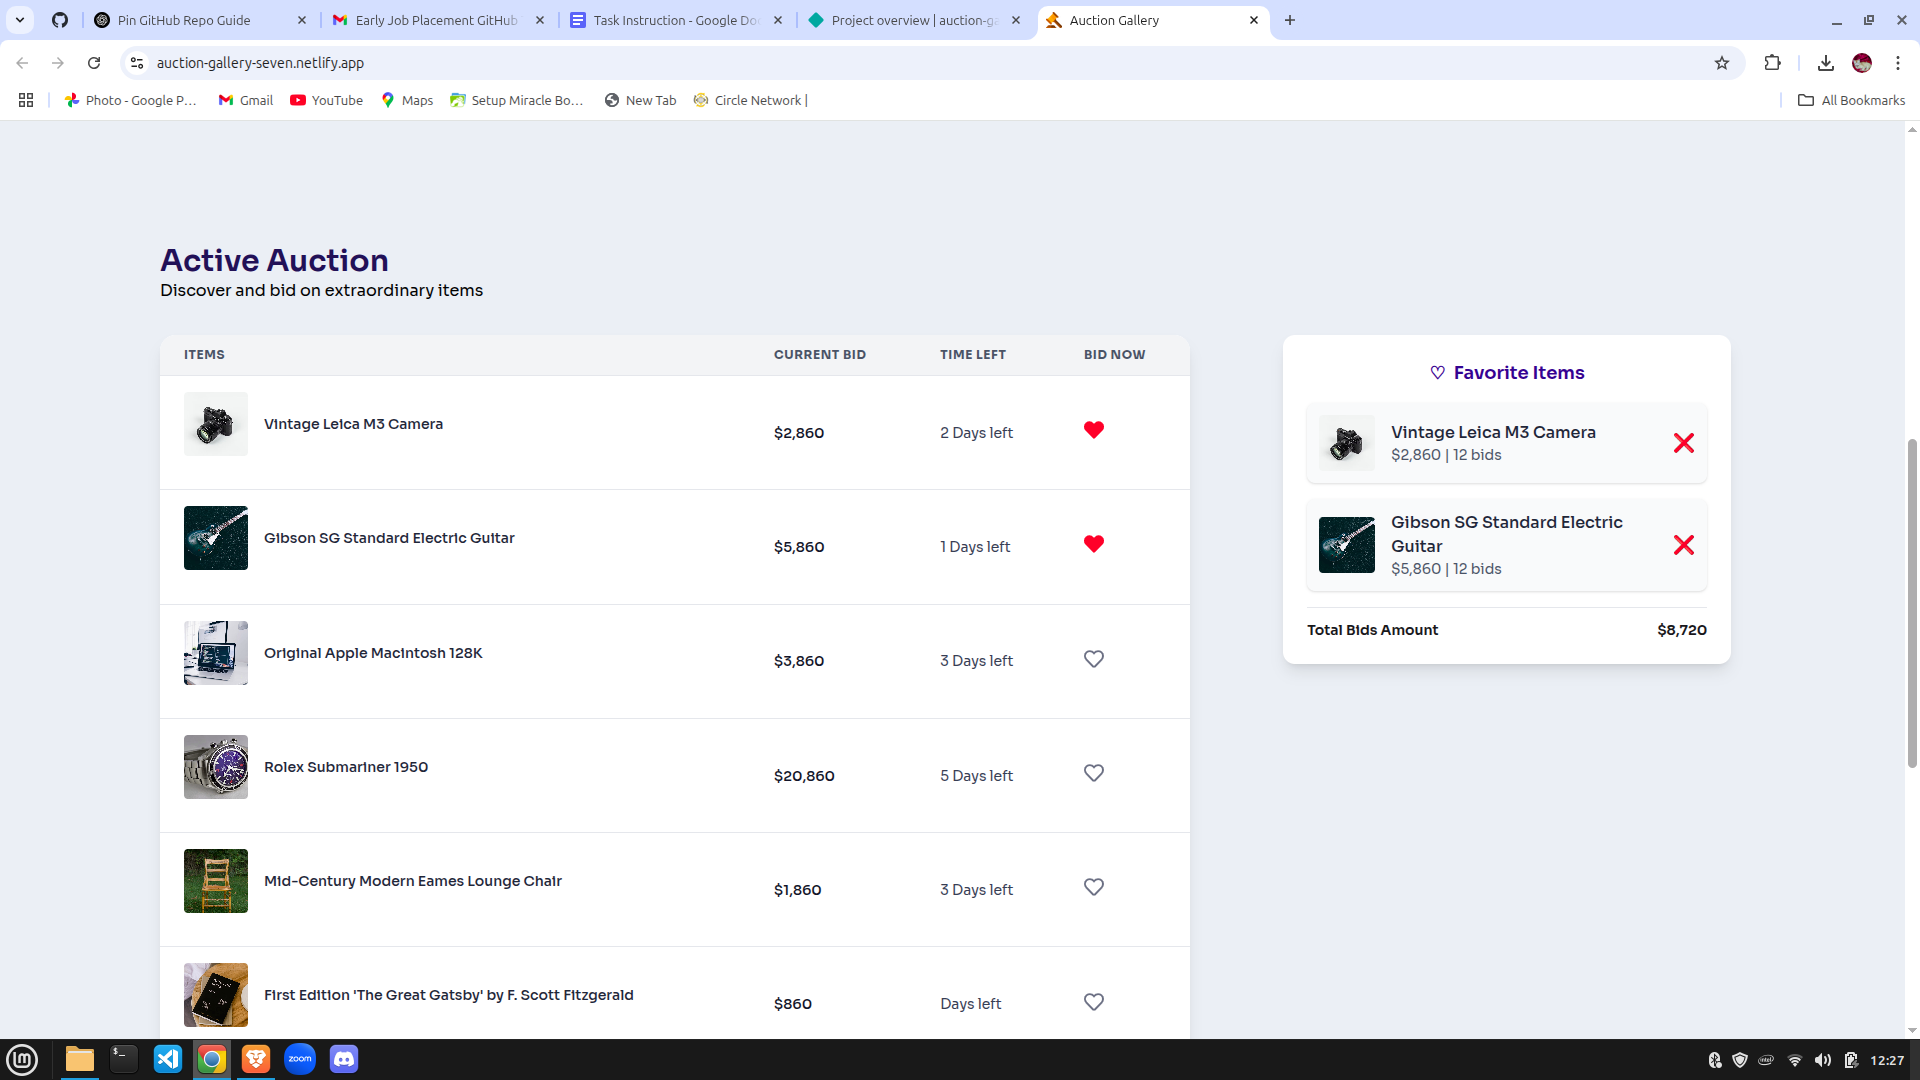 Pin GitHub Repo Guide
Early Job Placement GitHub
Task Instruction - Google Do
Project overview | auction-ga
Auction Gallery
auction-gallery-seven.netlify.app
Photo - Google P...
Gmail
YouTube
Maps
Setup Miracle Bo...
New Tab
Circle Network |
All Bookmarks
Active Auction
Discover and bid on extraordinary items
ITEMS CURRENT BID TIME LEFT BID NOW
Vintage Leica M3 Camera $2,860 2 Days left
Gibson SG Standard Electric Guitar $5,860 1 Days left
Original Apple Macintosh 128K $3,860 3 Days left
Rolex Submariner 1950 $20,860 5 Days left
Mid-Century Modern Eames Lounge Chair $1,860 3 Days left
First Edition 'The Great Gatsby' by F. Scott Fitzgerald $860 Days left
♡ Favorite Items
Vintage Leica M3 Camera
$2,860 | 12 bids
Gibson SG Standard Electric
Guitar
$5,860 | 12 bids
Total Bids Amount $8,720
zoom
12:27